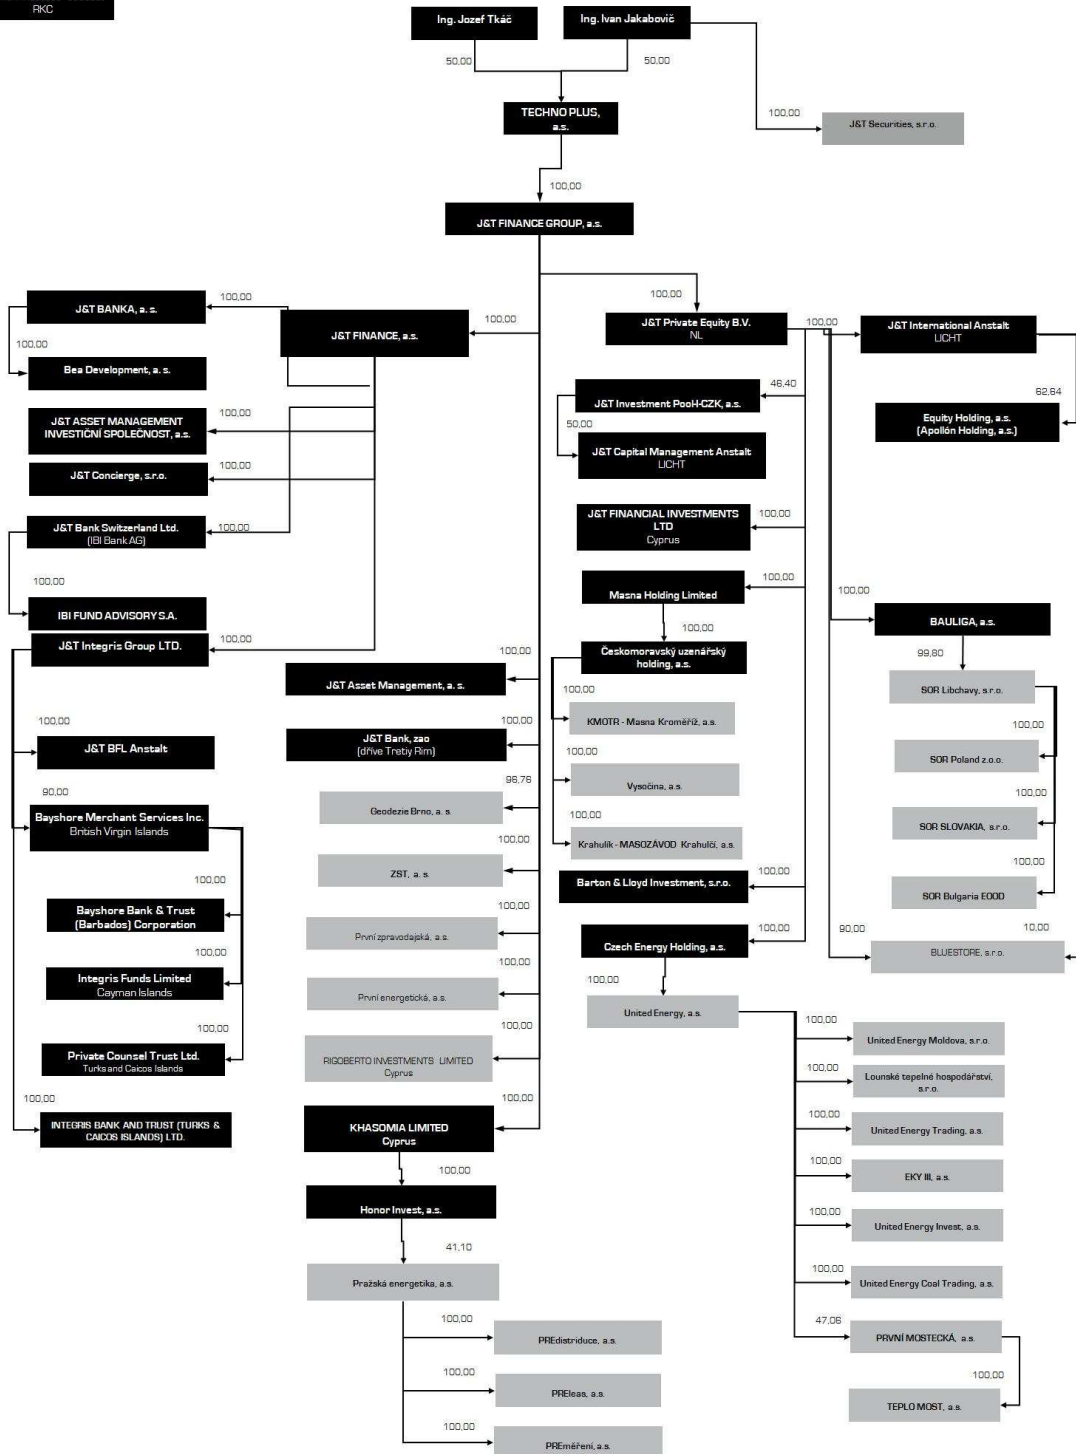 RKC
Ing. Jozef Tkáč
Ing. Ivan Jakabovič
50,00
50,00
TECHNO PLUS,
a.s.
100,00
J&T Securities, s.r.o.
100,00
J&T FINANCE GROUP, a.s.
J&T BANKA, a. s.
100,00
J&T FINANCE, a.s.
100,00
100,00
J&T Private Equity B.V.
NL
100,00
J&T International Anstalt
LICHT
100,00
Bea Development, a. s.
46,40
J&T Investment PooH-CZK, a.s.
62,64
Equity Holding, a.s.
(Apollón Holding, a.s.)
J&T ASSET MANAGEMENT
INVESTIČNÍ SPOLEČNOST, a.s.
100,00
50,00
J&T Capital Management Anstalt
LICHT
J&T Concierge, s.r.o.
100,00
J&T Bank Switzerland Ltd.
(IBI Bank AG)
100,00
J&T FINANCIAL INVESTMENTS
LTD
Cyprus
100,00
100,00
IBI FUND ADVISORY S.A.
Masna Holding Limited
100,00
100,00
BAULIGA, a.s.
J&T Integris Group LTD.
100,00
100,00
Českomoravský uzenářský
holding, a.s.
99,80
J&T Asset Management, a. s.
100,00
100,00
KMOTR - Masna Kroměříž, a.s.
SOR Libchavy, s.r.o.
100,00
J&T BFL Anstalt
J&T Bank, zao
(dříve Tretiy Rim)
100,00
100,00
Vysočina, a.s.
100,00
SOR Poland z.o.o.
90,00
Bayshore Merchant Services Inc.
British Virgin Islands
96,76
Geodezie Brno, a. s.
100,00
Krahulík - MASOZÁVOD Krahulčí, a.s
100,00
SOR SLOVAKIA, s.r.o.
100,00
ZST, a. s.
100,00
Barton & Lloyd Investment, s.r.o.
100,00
100,00
SOR Bulgaria EOOD
100,00
Bayshore Bank & Trust
(Barbados) Corporation
100,00
První zpravodajská, a.s.
100,00
Czech Energy Holding, a.s.
90,00
10,00
BLUESTORE, s.r.o.
100,00
Integris Funds Limited
Cayman Islands
100,00
První energetická, a.s.
100,00
United Energy, a.s.
100,00
Private Counsel Trust Ltd.
Turks and Caicos Islands
100,00
RIGOBERTO INVESTMENTS LIMITED
Cyprus
100,00
United Energy Moldova, s.r.o.
100,00
Lounské tepelné hospodářství,
s.r.o.
100,00
INTEGRIS BANK AND TRUST (TURKS &
CAICOS ISLANDS) LTD.
100,00
KHASOMIA LIMITED
Cyprus
100,00
United Energy Trading, a.s.
100,00
Honor Invest, a.s.
100,00
EKY III, a.s.
100,00
United Energy Invest, a.s.
41,10
Pražská energetika, a.s.
100,00
United Energy Coal Trading, a.s.
100,00
PREdistribuce, a.s.
47,06
PRVNÍ MOSTECKÁ, a.s.
100,00
PREleas, a.s.
100,00
TEPLO MOST, a.s.
100,00
PREměření, a.s.